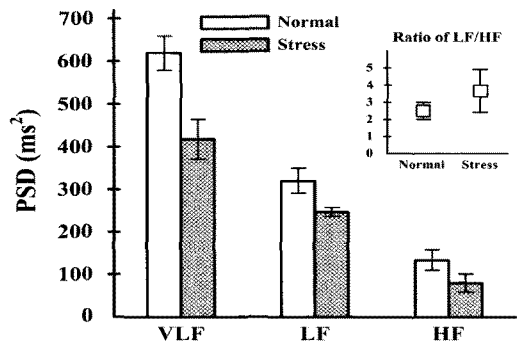 700
600
500
400
300
200
100
0
PSD (ms²)
Normal
Stress
Ratio of LF/HF
5
4
3
2
1
0
Normal Stress
VLF LF HF